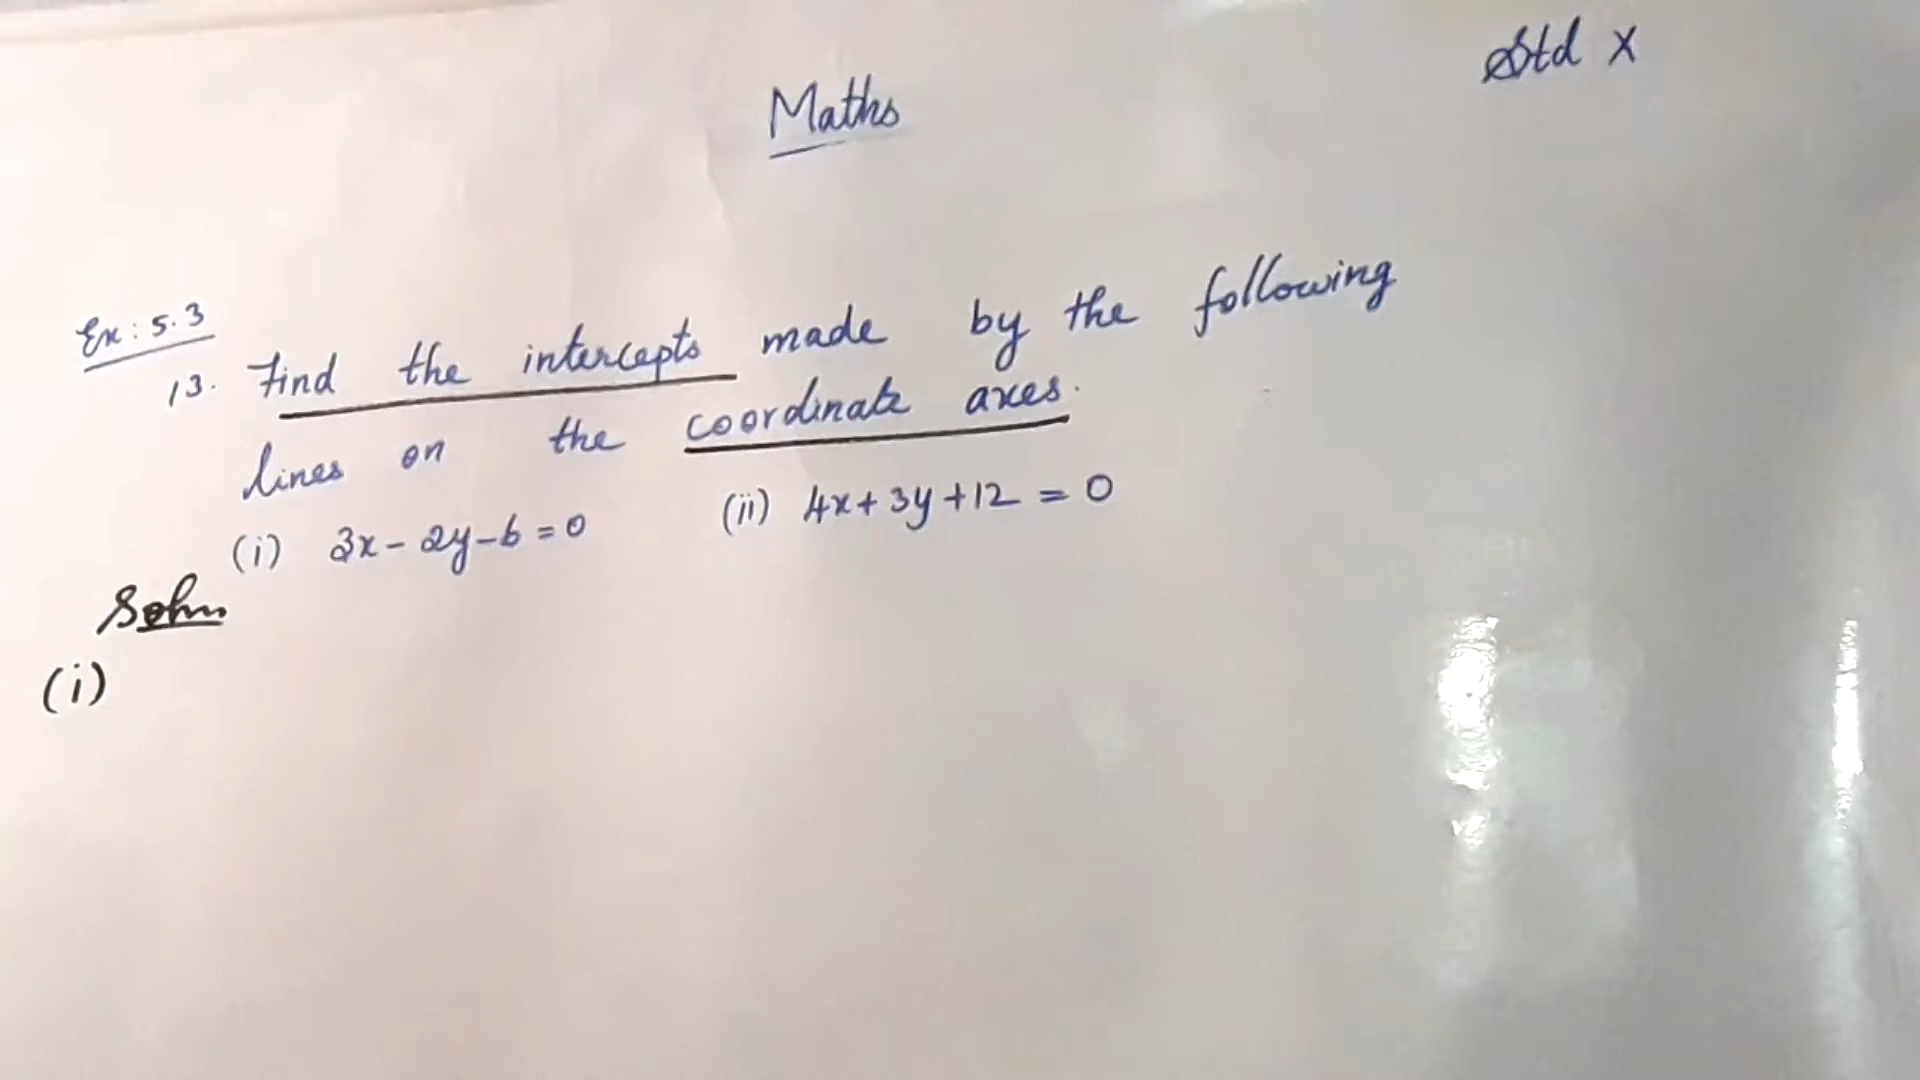 Std X
Maths
Ex: 5.3
13. Find the intercepts made by the following
lines on the coordinate axes.
(i) 3x - 2y - 6 = 0 (ii) 4x + 3y + 12 = 0
Soln
(i)